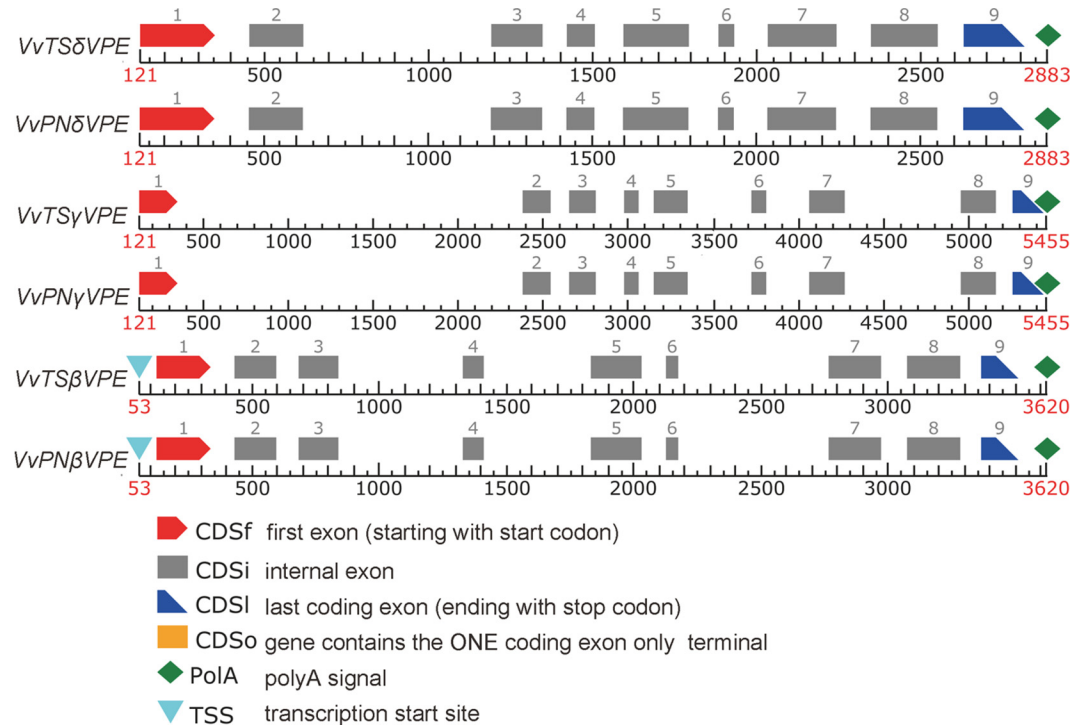 1 2 3 4 5 6 7 8 9
VvTSδVPE
121 500 1000 1500 2000 2500 2883
1 2 3 4 5 6 7 8 9
VvPNδVPE
121 500 1000 1500 2000 2500 2883
1 2 3 4 5 6 7 8 9
VvTSγVPE
121 500 1000 1500 2000 2500 3000 3500 4000 4500 5000 5455
1 2 3 4 5 6 7 8 9
VvPNγVPE
121 500 1000 1500 2000 2500 3000 3500 4000 4500 5000 5455
1 2 3 4 5 6 7 8 9
VvTSβVPE
53 500 1000 1500 2000 2500 3000 3620
1 2 3 4 5 6 7 8 9
VvPNβVPE
53 500 1000 1500 2000 2500 3000 3620
CDSf first exon (starting with start codon)
CDSi internal exon
CDSl last coding exon (ending with stop codon)
CDSo gene contains the ONE coding exon only terminal
PolA polyA signal
TSS transcription start site